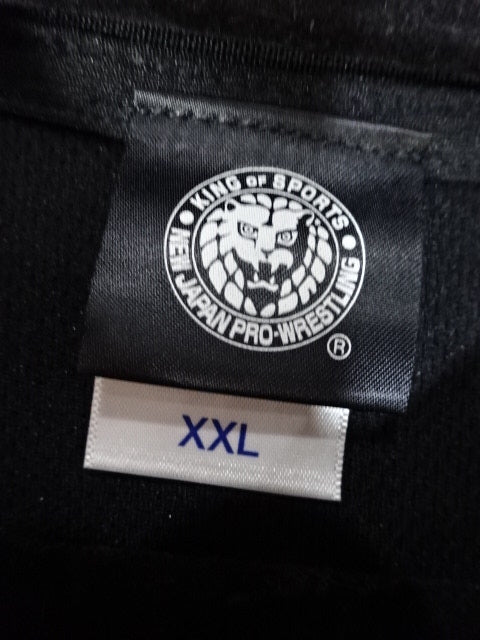 KING OF SPORTS
NEW JAPAN PRO-WRESTLING
®
XXL